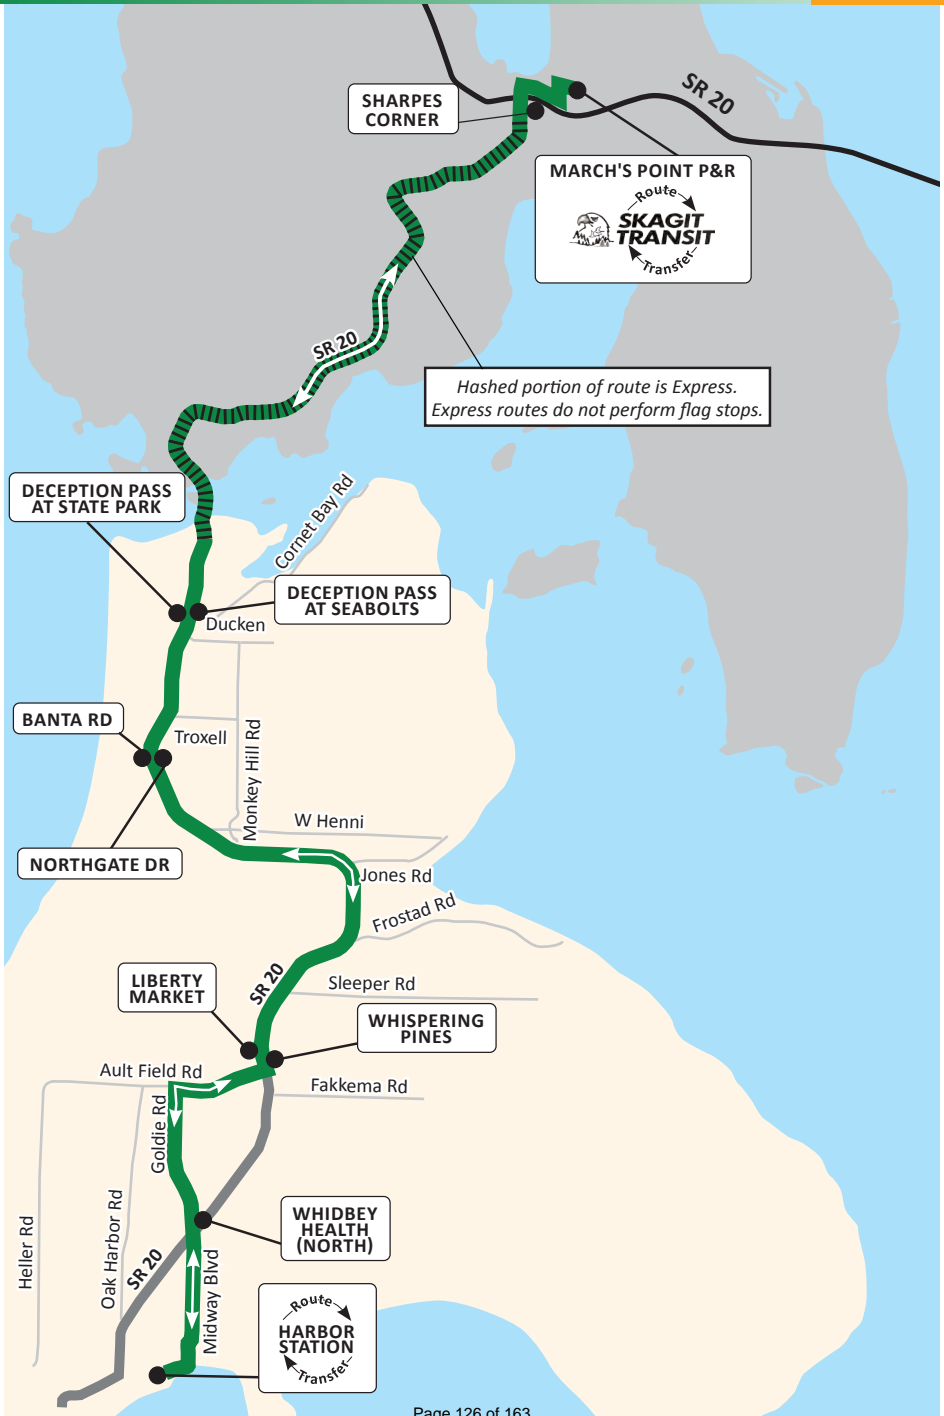 SHARPES
CORNER
SR 20
MARCH'S POINT P&R
Route
SKAGIT
TRANSIT
Transfer
SR 20
Hashed portion of route is Express.
Express routes do not perform flag stops.
DECEPTION PASS
AT STATE PARK
Cornet Bay Rd
DECEPTION PASS
AT SEABOLTS
Ducken
BANTA RD
Troxell
Monkey Hill Rd
W Henni
NORTHGATE DR
Jones Rd
Frostad Rd
SR 20
Sleeper Rd
LIBERTY
MARKET
WHISPERING
PINES
Ault Field Rd
Fakkema Rd
Goldie Rd
Heller Rd
Oak Harbor Rd
SR 20
WHIDBEY
HEALTH
(NORTH)
Midway Blvd
Route
HARBOR
STATION
Transfer
Page 126 of 163